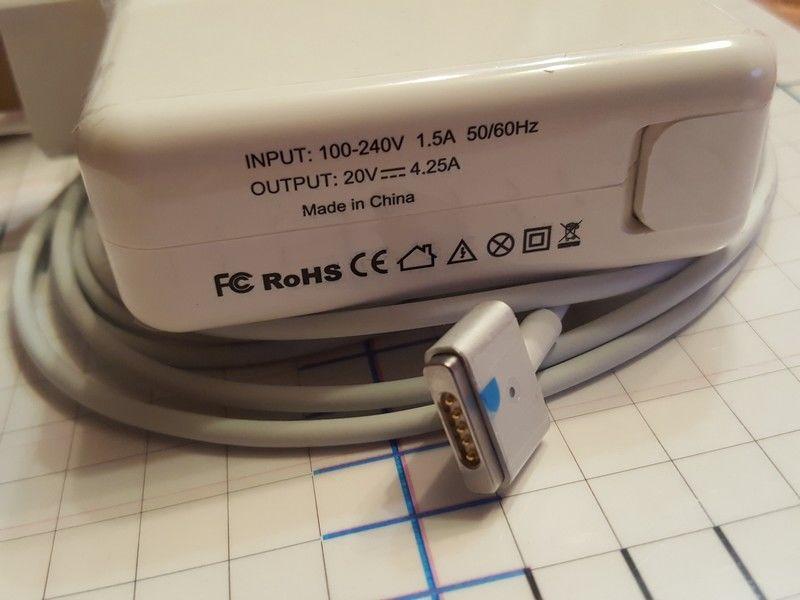 INPUT: 100-240V 1.5A 50/60Hz
OUTPUT: 20V⎓4.25A
Made in China
FC RoHS CE